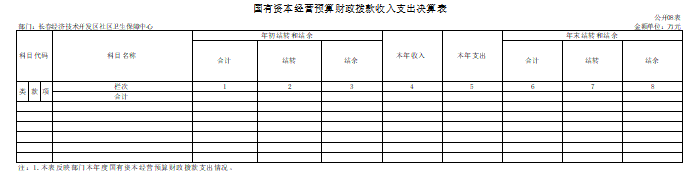 国有资本经营预算财政拨款收入支出决算表
公开08表
部门：长春经济技术开发区社区卫生保障中心 金额单位：万元
科目代码 科目名称 年初结转和结余 本年收入 本年支出 年末结转和结余
合计 结转 结余 合计 结转 结余
类 款 项 栏次 1 2 3 4 5 6 7 8
合计
注：1.本表反映部门本年度国有资本经营预算财政拨款支出情况。